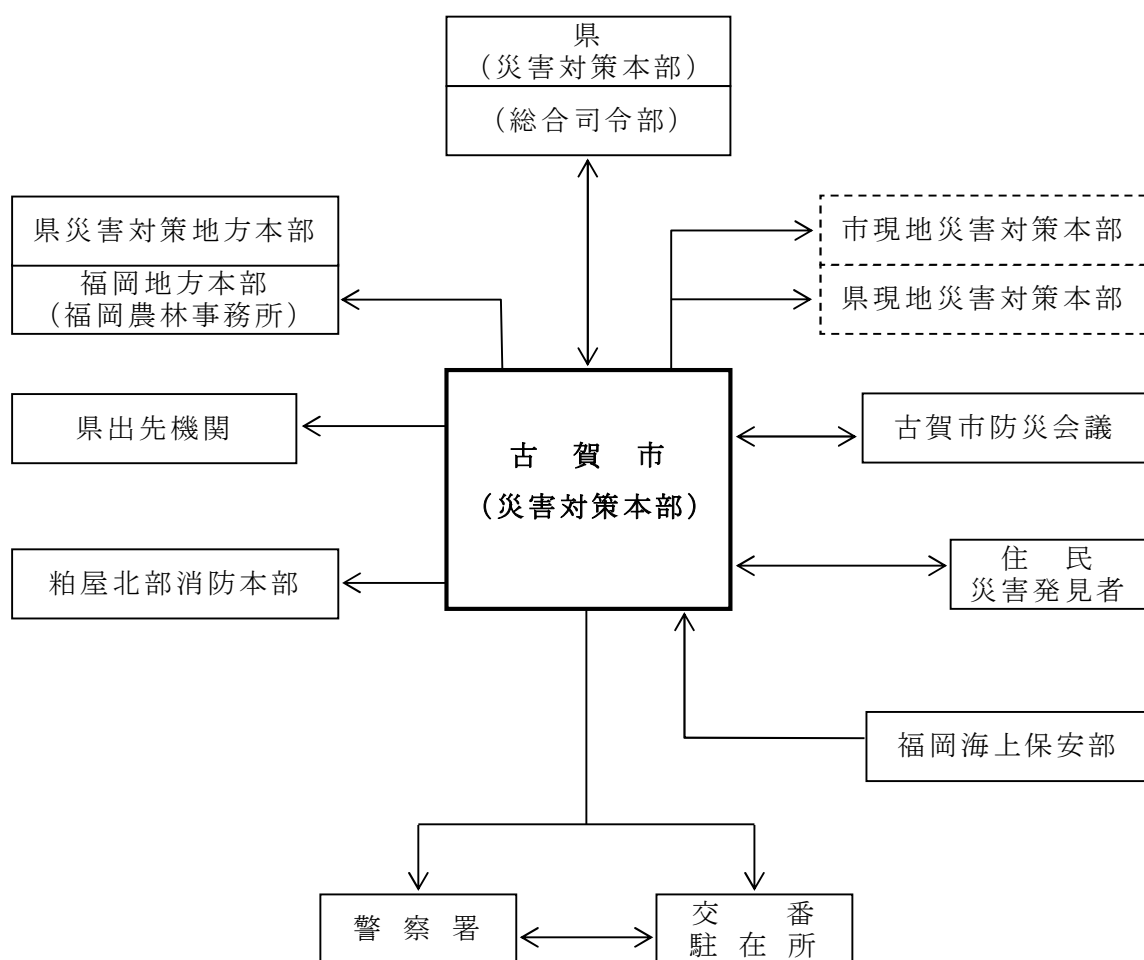 県
（災害対策本部）
（総合司令部）
県災害対策地方本部
福岡地方本部
（福岡農林事務所）
市現地災害対策本部
県現地災害対策本部
県出先機関
古賀市防災会議
古　賀　市
（災害対策本部）
粕屋北部消防本部
住　民
災害発見者
福岡海上保安部
警 察 署
交　　番
駐 在 所